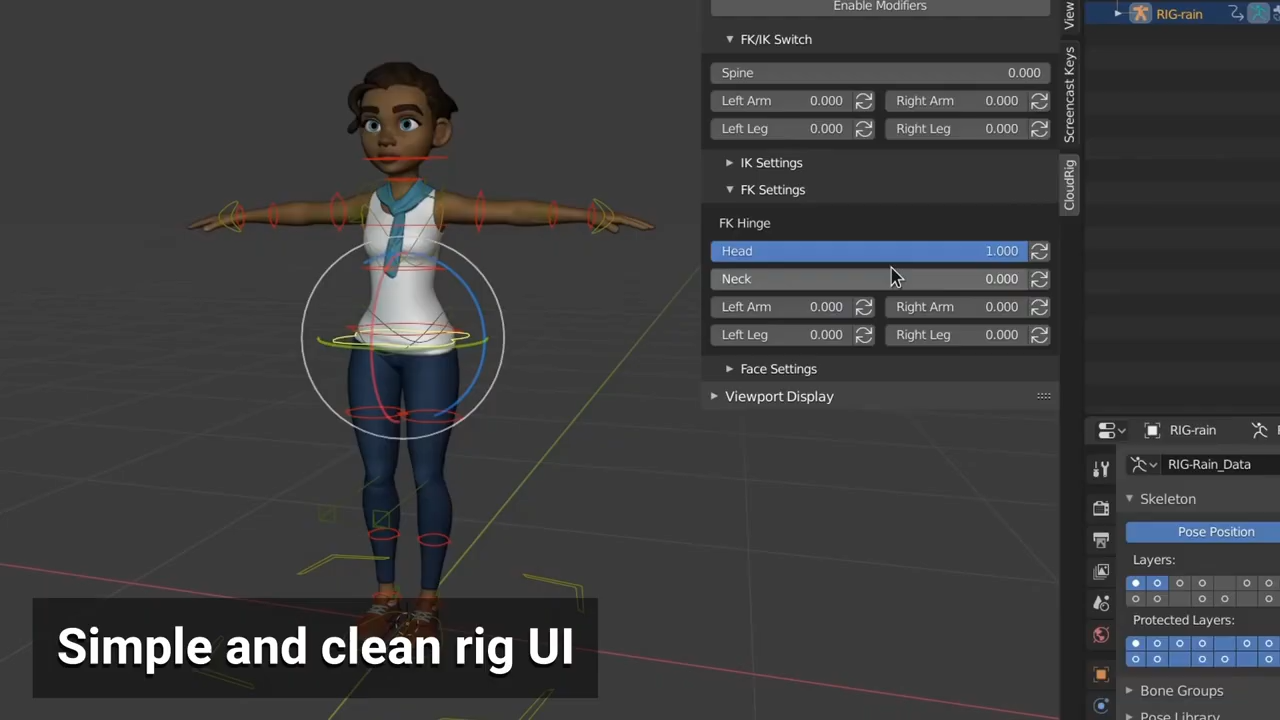 Enable Modifiers
FK/IK Switch
Spine 0.000
Left Arm 0.000 Right Arm 0.000
Left Leg 0.000 Right Leg 0.000
IK Settings
FK Settings
FK Hinge
Head 1.000
Neck 0.000
Left Arm 0.000 Right Arm 0.000
Left Leg 0.000 Right Leg 0.000
Face Settings
Viewport Display
View
Screencast Keys
CloudRig
RIG-rain
RIG-rain
RIG-Rain_Data
Skeleton
Pose Position
Layers:
Protected Layers:
Bone Groups
Pose Library
Simple and clean rig UI